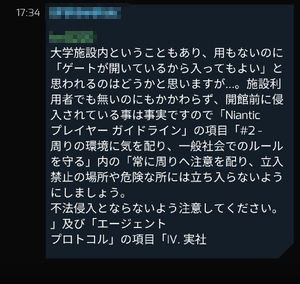 17:34
大学施設内ということもあり、用もないのに
「ゲートが開いているから入ってもよい」と
思われるのはどうかと思いますが…。施設利
用者でも無いのにもかかわらず、開館前に侵
入されている事は事実ですので「Niantic
プレイヤー ガイドライン」の項目「#2 -
周りの環境に気を配り、一般社会でのルール
を守る」内の「常に周りへ注意を配り、立入
禁止の場所や危険な所には立ち入らないよう
にしましょう。
不法侵入とならないよう注意してください。
」及び「エージェント
プロトコル」の項目「IV. 実社